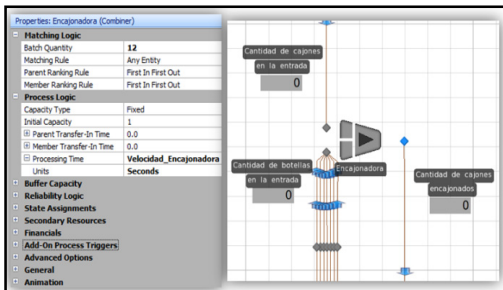 Properties: Encajonadora (Combiner)
Matching Logic
Batch Quantity 12
Matching Rule Any Entity
Parent Ranking Rule First In First Out
Member Ranking Rule First In First Out
Process Logic
Capacity Type Fixed
Initial Capacity 1
Parent Transfer-In Time 0.0
Member Transfer-In Time 0.0
Processing Time Velocidad_Encajonadora
Units Seconds
Buffer Capacity
Reliability Logic
State Assignments
Secondary Resources
Financials
Add-On Process Triggers
Advanced Options
General
Animation
Cantidad de cajones
en la entrada
0
Cantidad de botellas
en la entrada
0
Encajonadora
Cantidad de cajones
encajonados
0